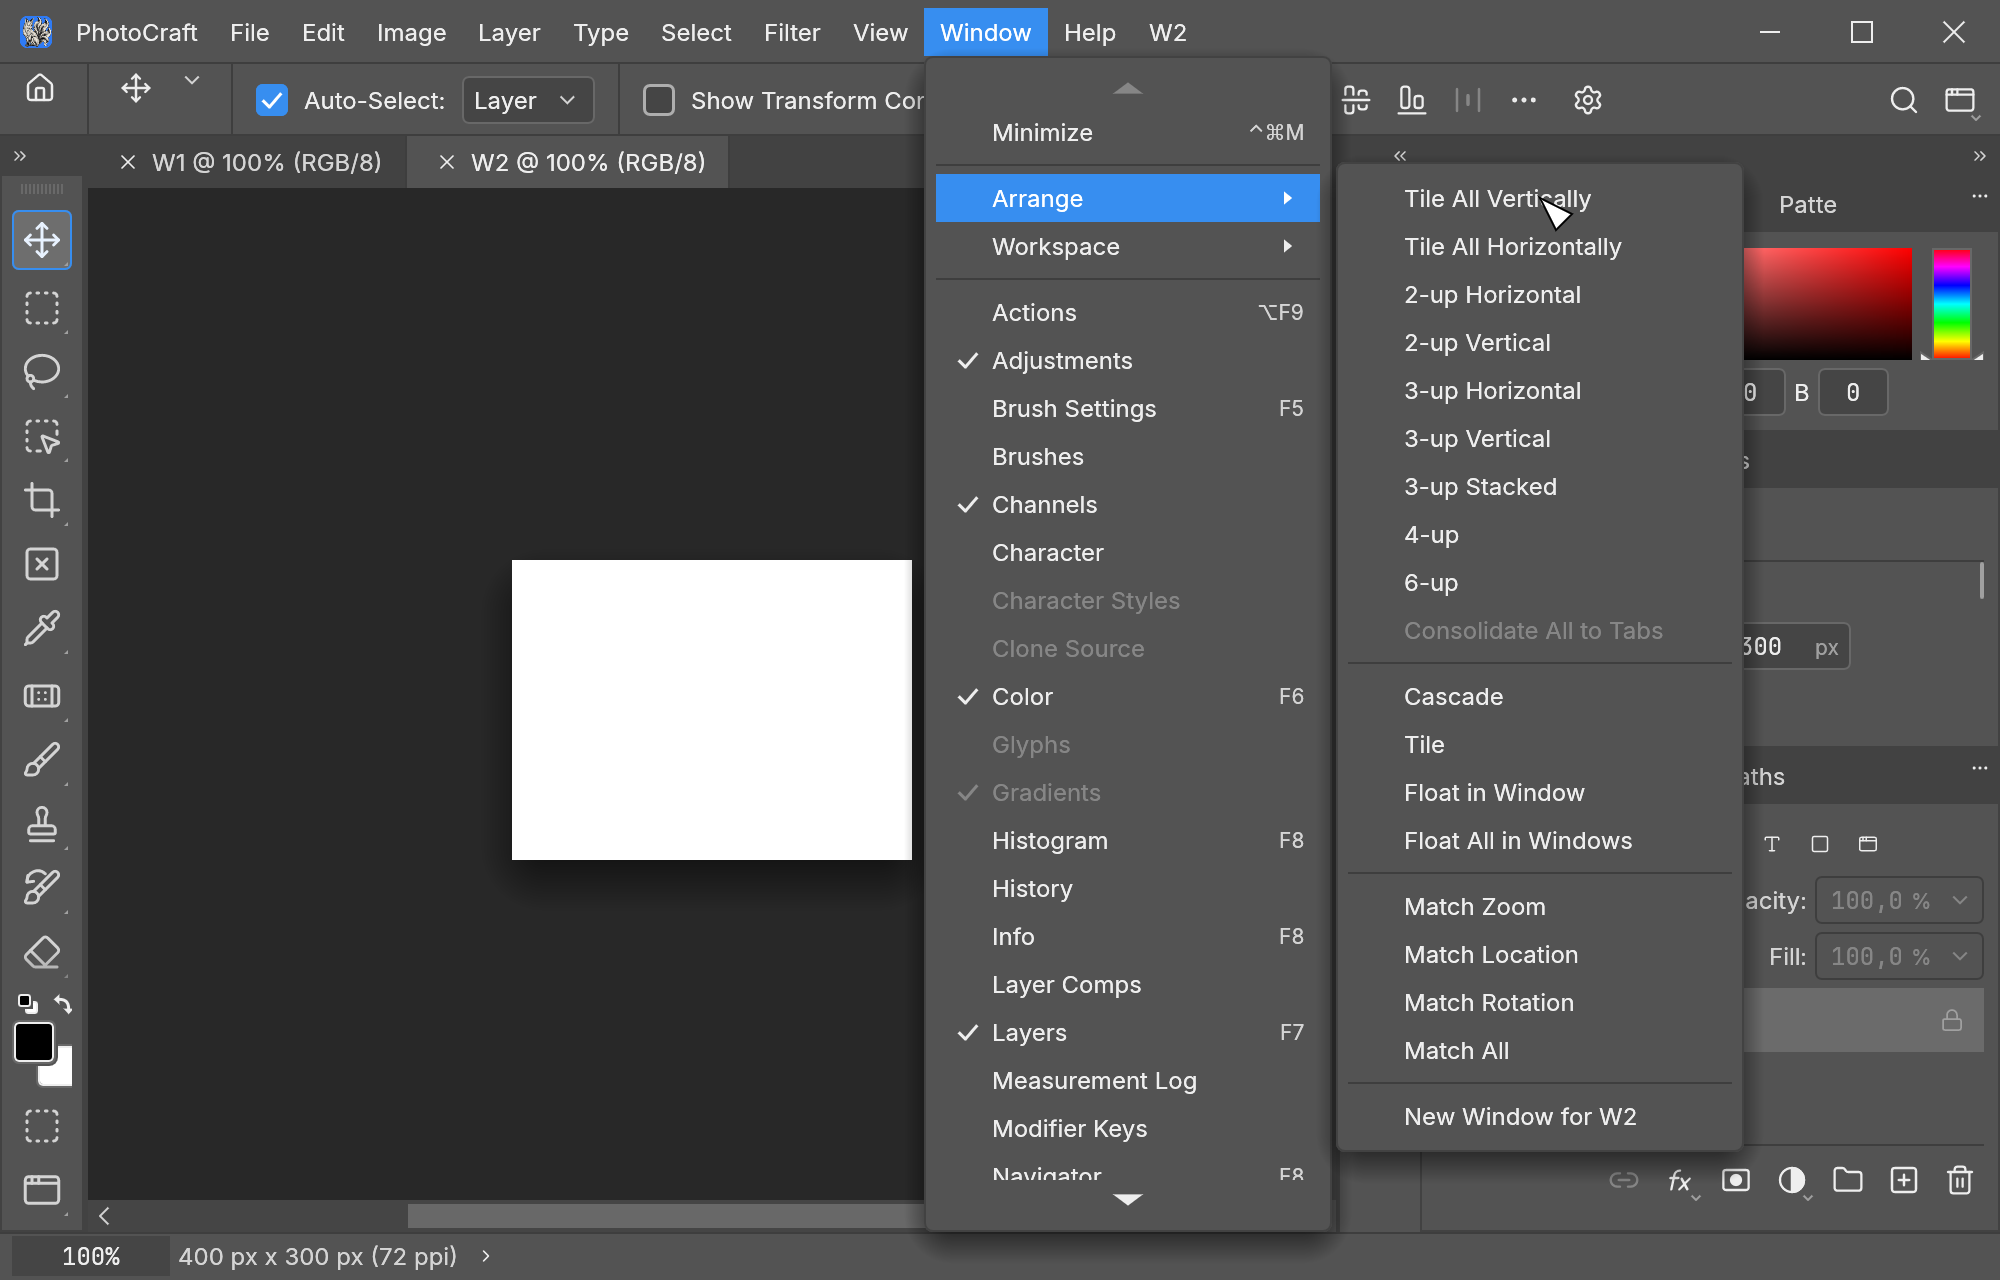 PhotoCraft File Edit Image Layer Type Select Filter View Window Help W2
Auto-Select: Layer Show Transform Cor
W1 @ 100% (RGB/8) W2 @ 100% (RGB/8)
Minimize ^⌘M
Arrange
Workspace
Actions ⌥F9
Adjustments
Brush Settings F5
Brushes
Channels
Character
Character Styles
Clone Source
Color F6
Glyphs
Gradients
Histogram F8
History
Info F8
Layer Comps
Layers F7
Measurement Log
Modifier Keys
Navigator F8
Tile All Vertically
Tile All Horizontally
2-up Horizontal
2-up Vertical
3-up Horizontal
3-up Vertical
3-up Stacked
4-up
6-up
Consolidate All to Tabs
Cascade
Tile
Float in Window
Float All in Windows
Match Zoom
Match Location
Match Rotation
Match All
New Window for W2
Patte
0 B 0
s
300 px
aths
acity: 100,0 %
Fill: 100,0 %
fx
100% 400 px x 300 px (72 ppi)